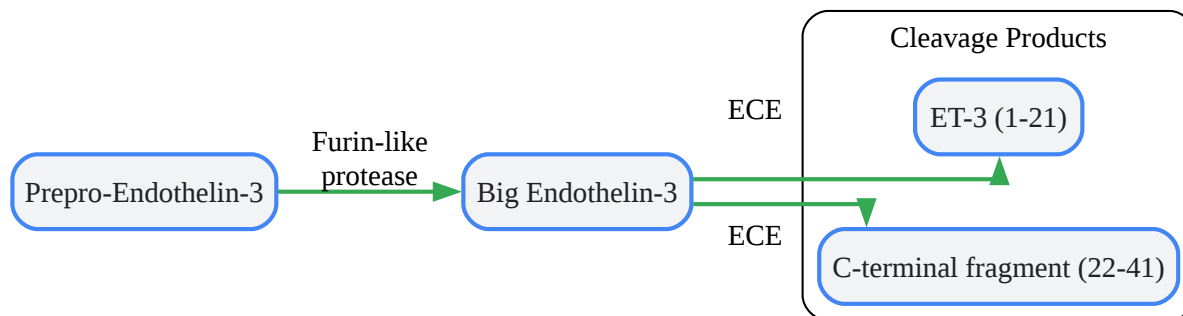 Cleavage Products
ECE
ET-3 (1-21)
Furin-like
protease
Prepro-Endothelin-3
Big Endothelin-3
ECE
C-terminal fragment (22-41)